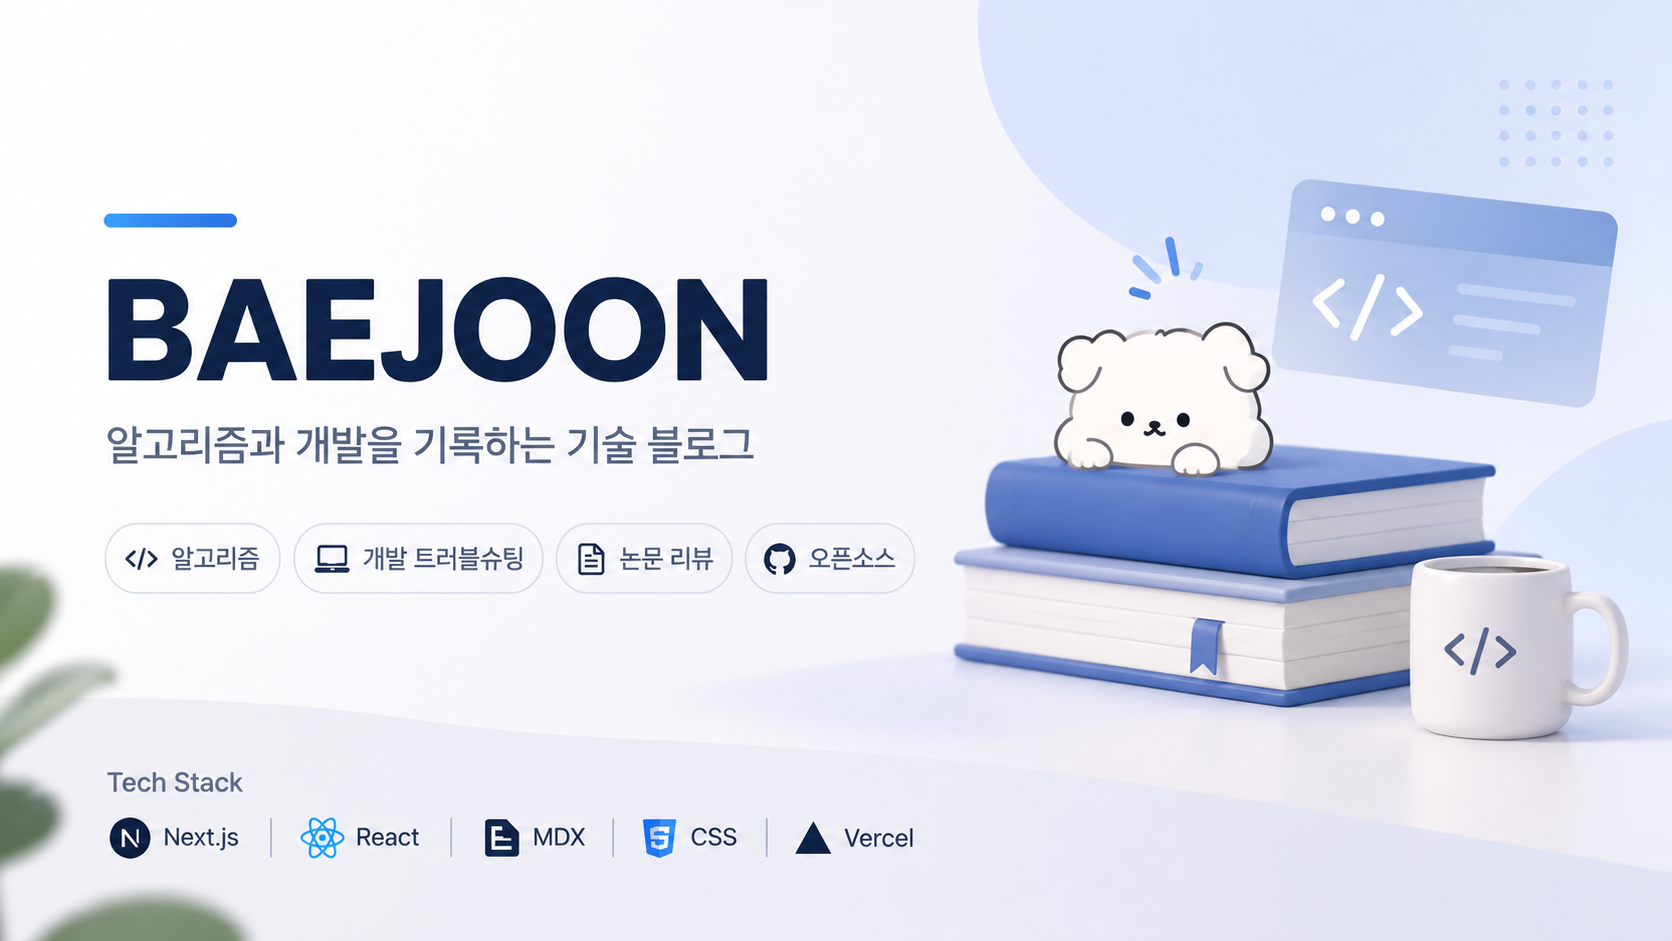 BAEJOON
알고리즘과 개발을 기록하는 기술 블로그
</> 알고리즘
개발 트러블슈팅
논문 리뷰
오픈소스
</>
</>
Tech Stack
N Next.js
React
MDX
CSS
Vercel